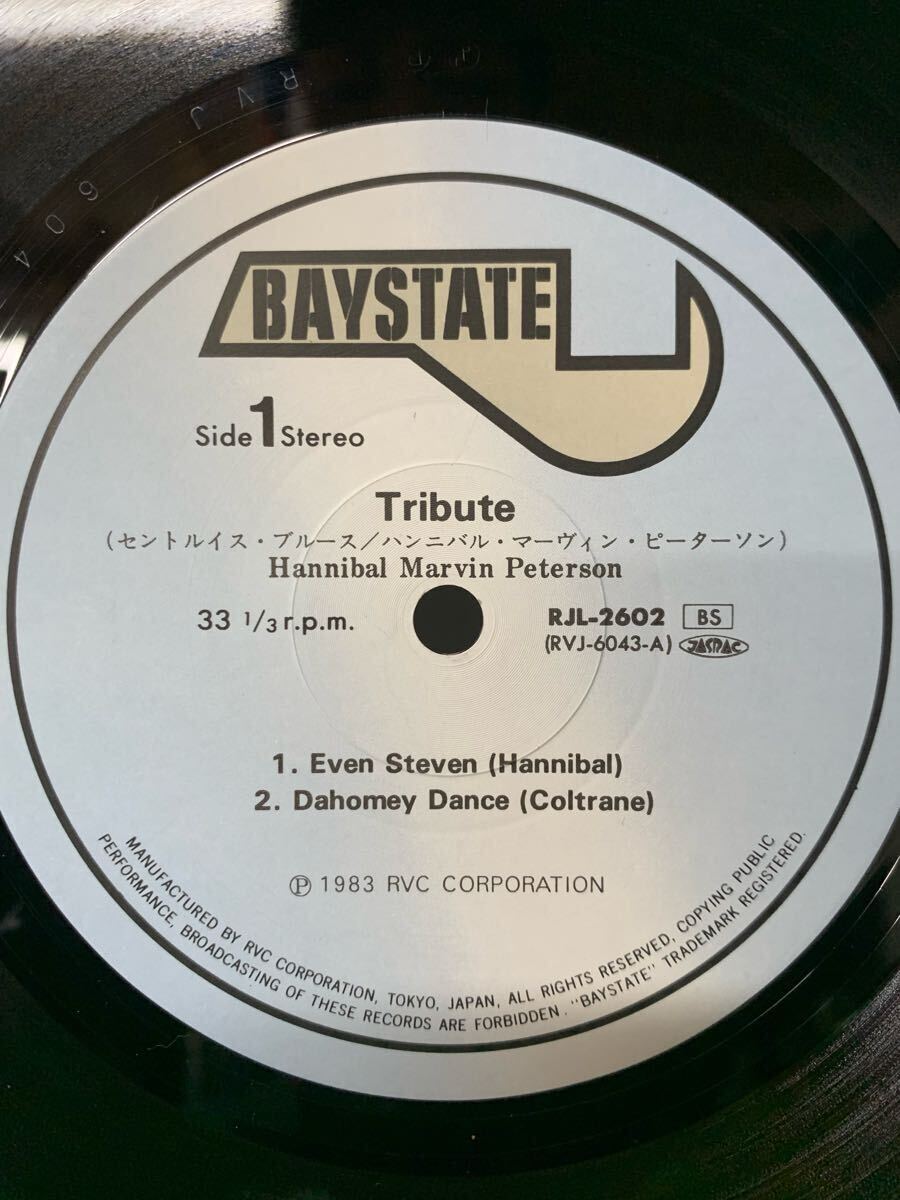 RVJ 604
BAYSTATE
Side 1 Stereo
Tribute
(セントルイス・ブルース/ハンニバル・マーヴィン・ピーターソン)
Hannibal Marvin Peterson
33 1/3 r.p.m.
RJL-2602 BS
(RVJ-6043-A) JASRAC
1. Even Steven (Hannibal)
2. Dahomey Dance (Coltrane)
Ⓟ 1983 RVC CORPORATION
MANUFACTURED BY RVC CORPORATION, TOKYO, JAPAN, ALL RIGHTS RESERVED, COPYING PUBLIC
PERFORMANCE, BROADCASTING OF THESE RECORDS ARE FORBIDDEN. "BAYSTATE" TRADEMARK REGISTERED.